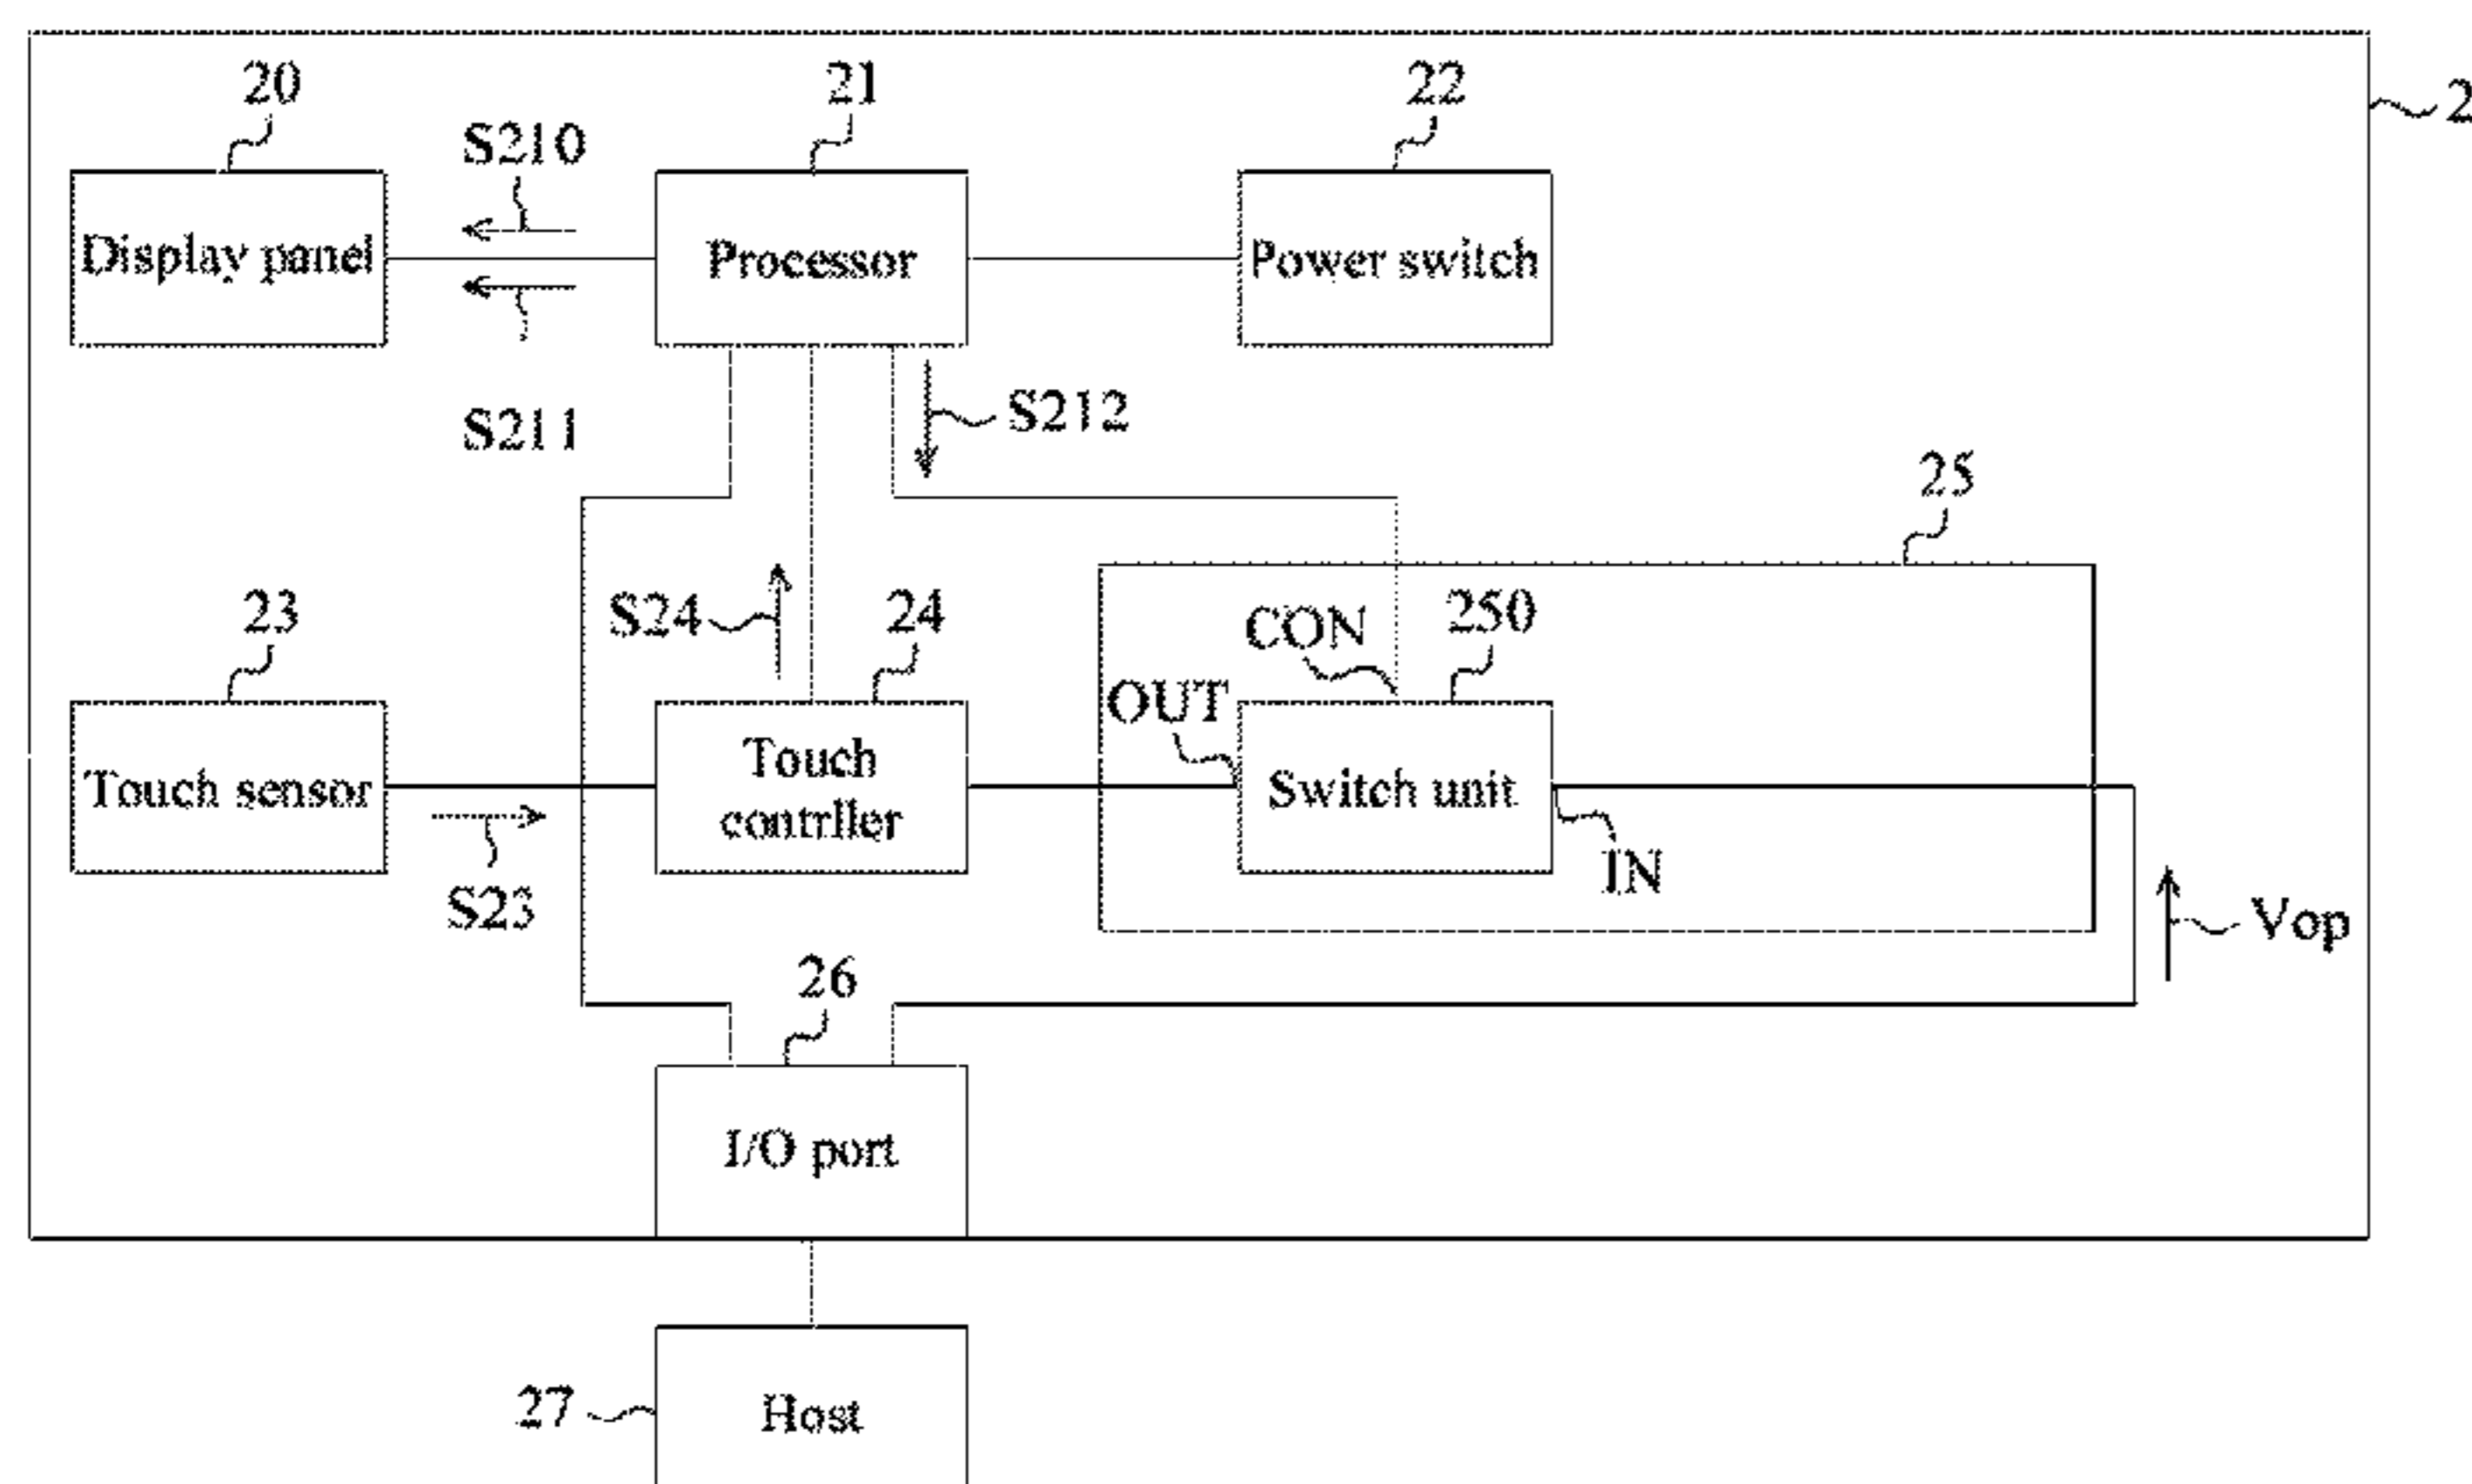 20
21
22
2
S210
Display panel
Processor
Power switch
S211
S212
25
23
S24
24
CON
250
OUT
Touch sensor
Touch
contrller
Switch unit
IN
S23
Vop
26
I/O port
27
Host